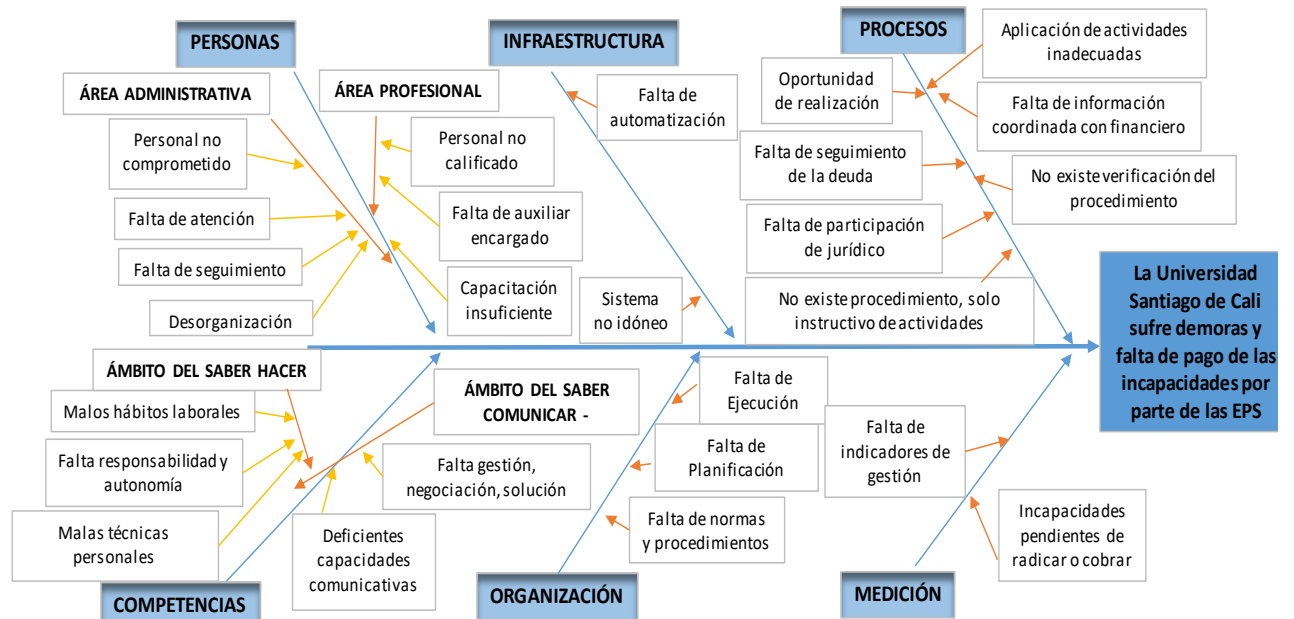 PERSONAS
INFRAESTRUCTURA
PROCESOS
ÁREA ADMINISTRATIVA
Personal no
comprometido
Falta de atención
Falta de seguimiento
Desorganización
ÁREA PROFESIONAL
Personal no
calificado
Falta de auxiliar
encargado
Capacitación
insuficiente
Falta de
automatización
Sistema
no idóneo
Oportunidad
de realización
Falta de seguimiento
de la deuda
Falta de participación
de jurídico
No existe procedimiento, solo
instructivo de actividades
Aplicación de actividades
inadecuadas
Falta de información
coordinada con financiero
No existe verificación del
procedimiento
La Universidad
Santiago de Cali
sufre demoras y
falta de pago de las
incapacidades por
parte de las EPS
ÁMBITO DEL SABER HACER
Malos hábitos laborales
Falta responsabilidad y
autonomía
Malas técnicas
personales
ÁMBITO DEL SABER
COMUNICAR -
Falta gestión,
negociación, solución
Deficientes
capacidades
comunicativas
Falta de
Ejecución
Falta de
Planificación
Falta de normas
y procedimientos
Falta de
indicadores de
gestión
Incapacidades
pendientes de
radicar o cobrar
COMPETENCIAS
ORGANIZACIÓN
MEDICIÓN